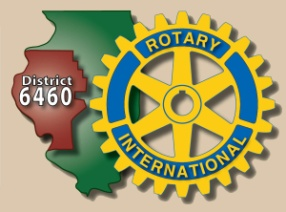 District
6460
ROTARY
INTERNATIONAL